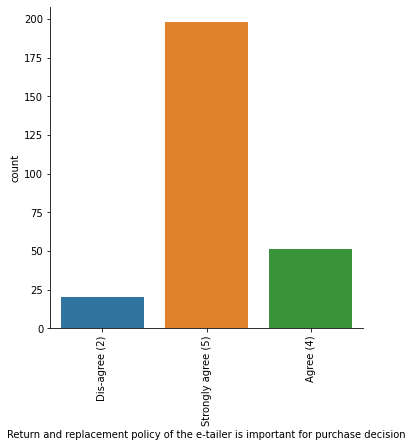 200
175
150
125
100
75
50
25
0
count
Dis-agree (2)
Strongly agree (5)
Agree (4)
Return and replacement policy of the e-tailer is important for purchase decision